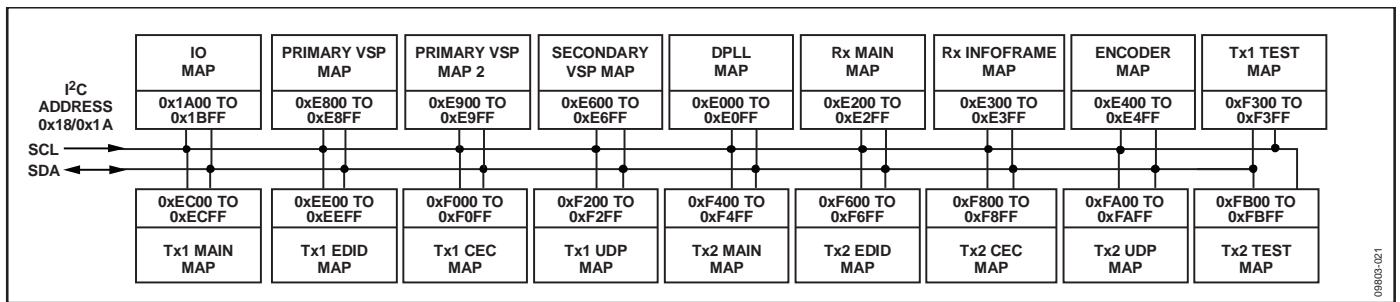 IO
MAP
0x1A00 TO
0x1BFF
PRIMARY VSP
MAP
0xE800 TO
0xE8FF
PRIMARY VSP
MAP 2
0xE900 TO
0xE9FF
SECONDARY
VSP MAP
0xE600 TO
0xE6FF
DPLL
MAP
0xE000 TO
0xE0FF
Rx MAIN
MAP
0xE200 TO
0xE2FF
Rx INFOFRAME
MAP
0xE300 TO
0xE3FF
ENCODER
MAP
0xE400 TO
0xE4FF
Tx1 TEST
MAP
0xF300 TO
0xF3FF
I²C
ADDRESS
0x18/0x1A
SCL
SDA
0xEC00 TO
0xECFF
Tx1 MAIN
MAP
0xEE00 TO
0xEEFF
Tx1 EDID
MAP
0xF000 TO
0xF0FF
Tx1 CEC
MAP
0xF200 TO
0xF2FF
Tx1 UDP
MAP
0xF400 TO
0xF4FF
Tx2 MAIN
MAP
0xF600 TO
0xF6FF
Tx2 EDID
MAP
0xF800 TO
0xF8FF
Tx2 CEC
MAP
0xFA00 TO
0xFAFF
Tx2 UDP
MAP
0xFB00 TO
0xFBFF
Tx2 TEST
MAP
09803-021